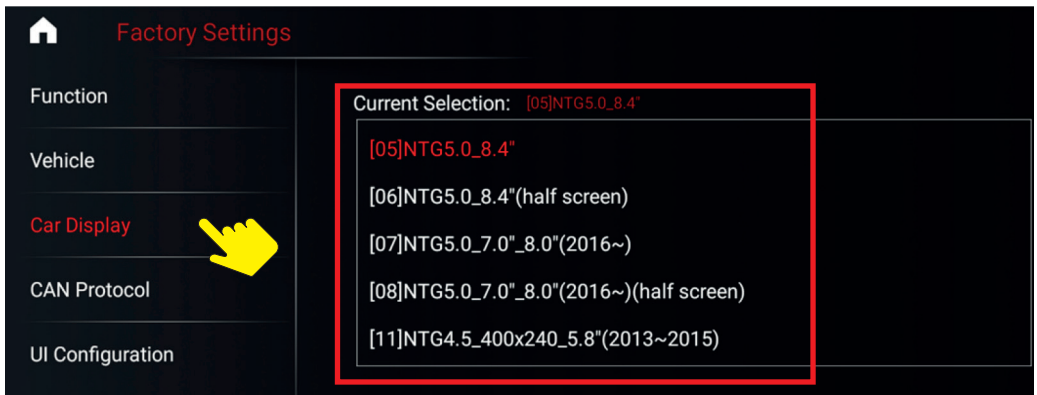 Factory Settings
Function
Vehicle
Car Display
CAN Protocol
UI Configuration
Current Selection: [05]NTG5.0_8.4"
[05]NTG5.0_8.4"
[06]NTG5.0_8.4"(half screen)
[07]NTG5.0_7.0"_8.0"(2016~)
[08]NTG5.0_7.0"_8.0"(2016~)(half screen)
[11]NTG4.5_400x240_5.8"(2013~2015)